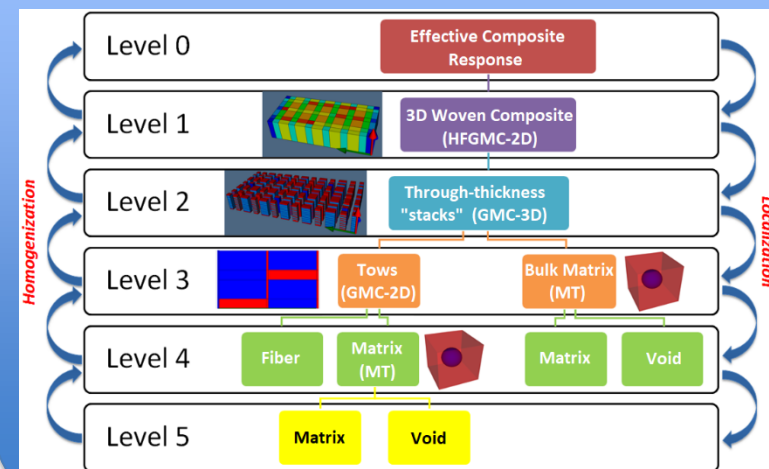 Level 0
Effective Composite
Response
Level 1
3D Woven Composite
(HFGMC-2D)
Level 2
Through-thickness
"stacks" (GMC-3D)
Homogenization
Localization
Level 3
Tows
(GMC-2D)
Bulk Matrix
(MT)
Level 4
Fiber
Matrix
(MT)
Matrix
Void
Level 5
Matrix
Void